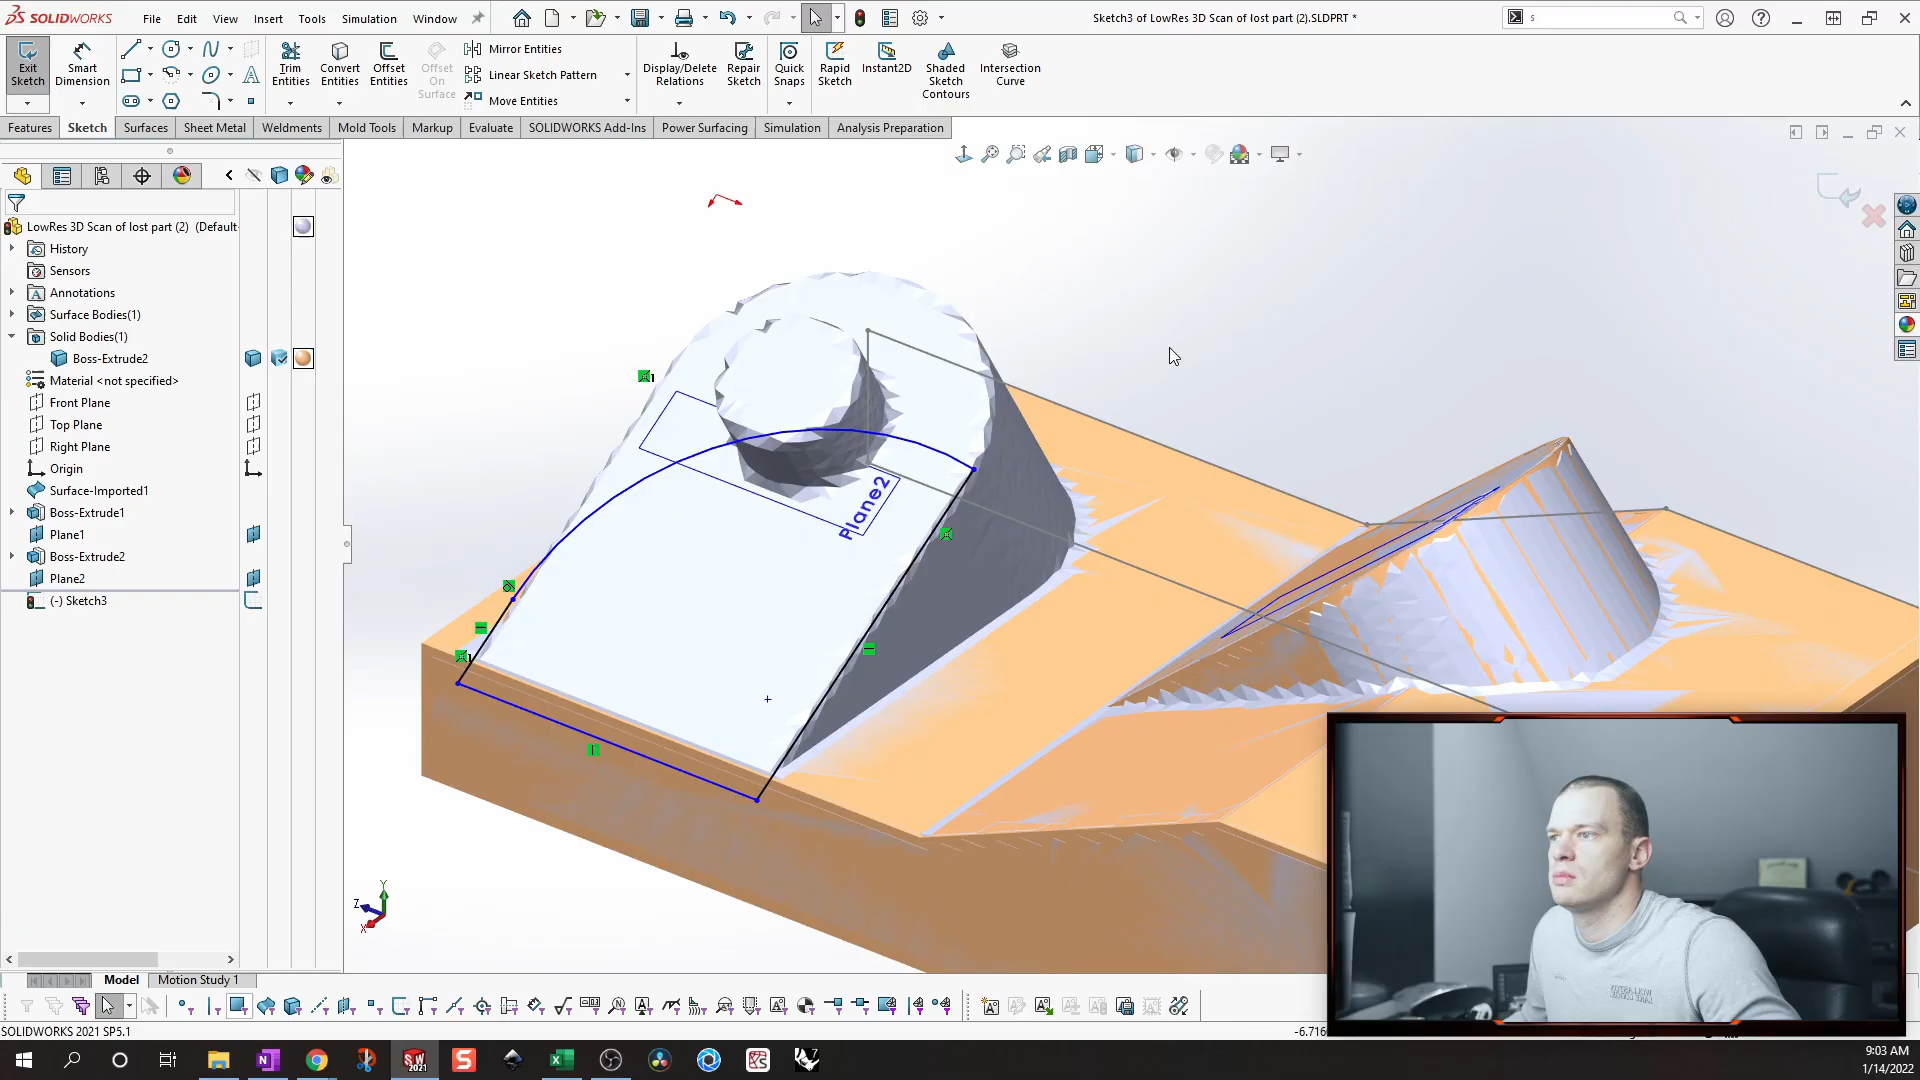 SOLIDWORKS File Edit View Insert Tools Simulation Window Sketch3 of LowRes 3D Scan of lost part (2).SLDPRT * s
Exit Sketch
Smart Dimension
Trim Entities
Convert Entities
Offset Entities
Offset On Surface
Mirror Entities
Linear Sketch Pattern
Move Entities
Display/Delete Relations
Repair Sketch
Quick Snaps
Rapid Sketch
Instant2D
Shaded Sketch Contours
Intersection Curve
Features Sketch Surfaces Sheet Metal Weldments Mold Tools Markup Evaluate SOLIDWORKS Add-Ins Power Surfacing Simulation Analysis Preparation
LowRes 3D Scan of lost part (2) (Default
History
Sensors
Annotations
Surface Bodies(1)
Solid Bodies(1)
Boss-Extrude2
Material <not specified>
Front Plane
Top Plane
Right Plane
Origin
Surface-Imported1
Boss-Extrude1
Plane1
Boss-Extrude2
Plane2
(-) Sketch3
1
Plane2
1
Y
Z
X
Model Motion Study 1
SOLIDWORKS 2021 SP5.1
9:03 AM
1/14/2022